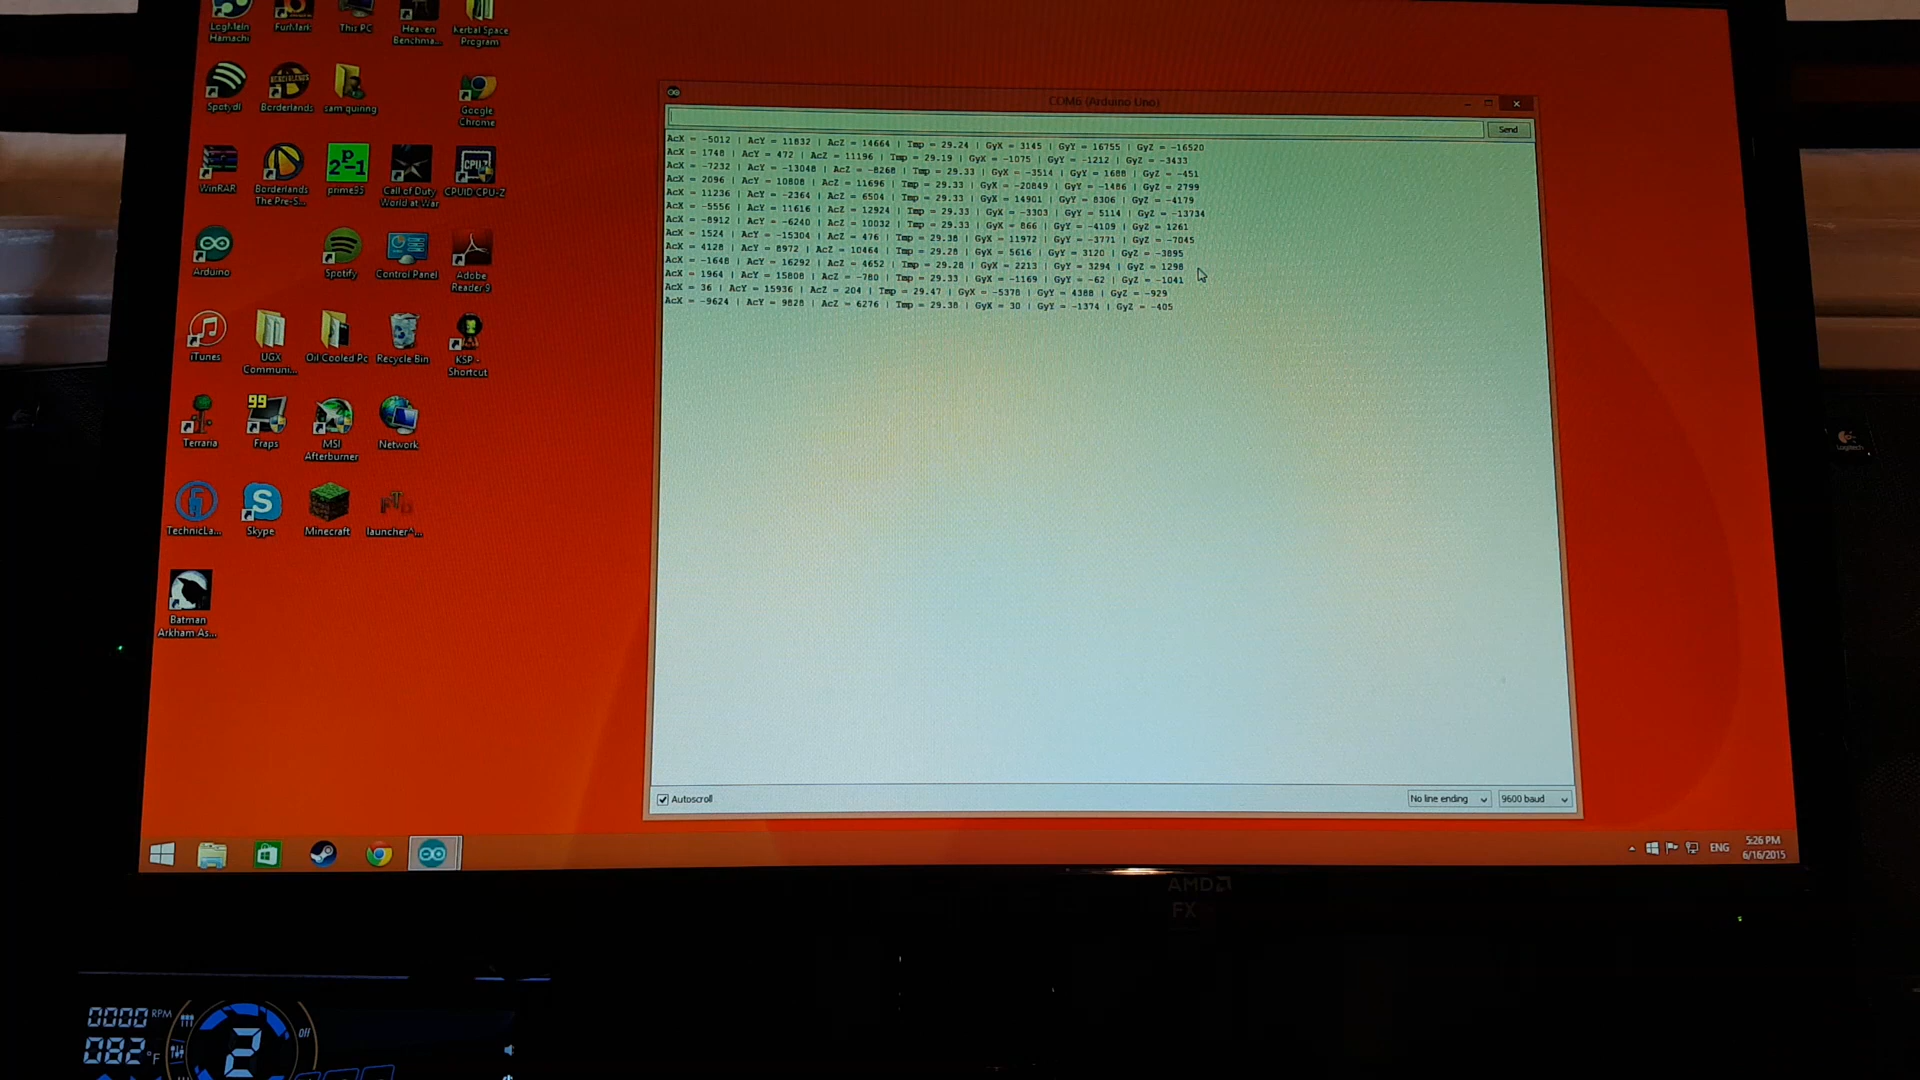 LogMeIn
Hamachi
FurMark
This PC
Heaven
Benchma...
Kerbal Space
Program
Borderlands
sam quiring
Google
Chrome
WinRAR
Borderlands
The Pre-S...
prime95
Call of Duty
World at War
CPUID CPU-Z
Arduino
Spotify
Control Panel
Adobe
Reader 9
iTunes
UGX
Communi...
Oil Cooled Pc
Recycle Bin
KSP -
Shortcut
Terraria
99
Fraps
MSI
Afterburner
Network
TechnicLa...
Skype
Minecraft
launcher^...
Batman
Arkham As...
COM6 (Arduino Uno)
Send
AcX = -5012 | AcY = 11832 | AcZ = 14664 | Tmp = 29.24 | GyX = 3145 | GyY = 16755 | GyZ = -16520
AcX = 1748 | AcY = 472 | AcZ = 11196 | Tmp = 29.19 | GyX = -1075 | GyY = -1212 | GyZ = -3433
AcX = -7232 | AcY = -13048 | AcZ = -8268 | Tmp = 29.33 | GyX = -3514 | GyY = 1688 | GyZ = -451
AcX = 2096 | AcY = 10808 | AcZ = 11696 | Tmp = 29.33 | GyX = -20849 | GyY = -1486 | GyZ = 2799
AcX = 11236 | AcY = -2364 | AcZ = 6504 | Tmp = 29.33 | GyX = 14901 | GyY = 8306 | GyZ = -4179
AcX = -5556 | AcY = 11616 | AcZ = 12924 | Tmp = 29.33 | GyX = -3303 | GyY = 5114 | GyZ = -13734
AcX = -8912 | AcY = -6240 | AcZ = 10032 | Tmp = 29.33 | GyX = 866 | GyY = -4109 | GyZ = 1261
AcX = 1524 | AcY = -15304 | AcZ = 476 | Tmp = 29.38 | GyX = 11972 | GyY = -3771 | GyZ = -7045
AcX = 4128 | AcY = 8972 | AcZ = 10464 | Tmp = 29.28 | GyX = 5616 | GyY = 3120 | GyZ = -3895
AcX = -1648 | AcY = 16292 | AcZ = 4652 | Tmp = 29.28 | GyX = 2213 | GyY = 3294 | GyZ = 1298
AcX = 1964 | AcY = 15808 | AcZ = -780 | Tmp = 29.33 | GyX = -1169 | GyY = -62 | GyZ = -1041
AcX = 36 | AcY = 15936 | AcZ = 204 | Tmp = 29.47 | GyX = -5378 | GyY = 4388 | GyZ = -929
AcX = -9624 | AcY = 9828 | AcZ = 6276 | Tmp = 29.38 | GyX = 30 | GyY = -1374 | GyZ = -405
Autoscroll
No line ending
9600 baud
ENG
5:26 PM
6/16/2015
Logitech
AMD
FX
0000 RPM
082 °F
2
Off